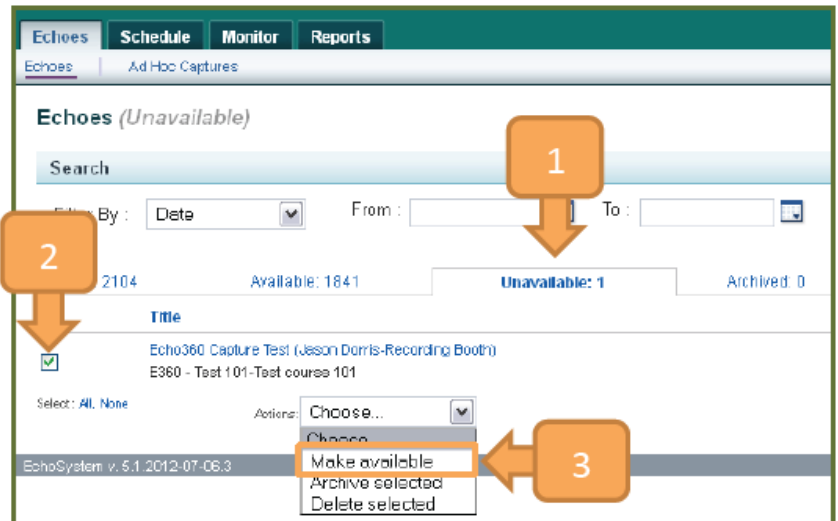 Echoes Schedule Monitor Reports
Echoes | Ad Hoc Captures
Echoes (Unavailable)
Search
1
By : Date From : To :
2
2104 Available: 1841 Unavailable: 1 Archived: 0
Title
Echo360 Capture Test (Jason Dorris-Recording Booth)
E360 - Test 101-Test course 101
Select: All, None
Actions: Choose...
Choose...
Make available
3
EchoSystem v. 5.1.2012-07-06.3
Archive selected
Delete selected